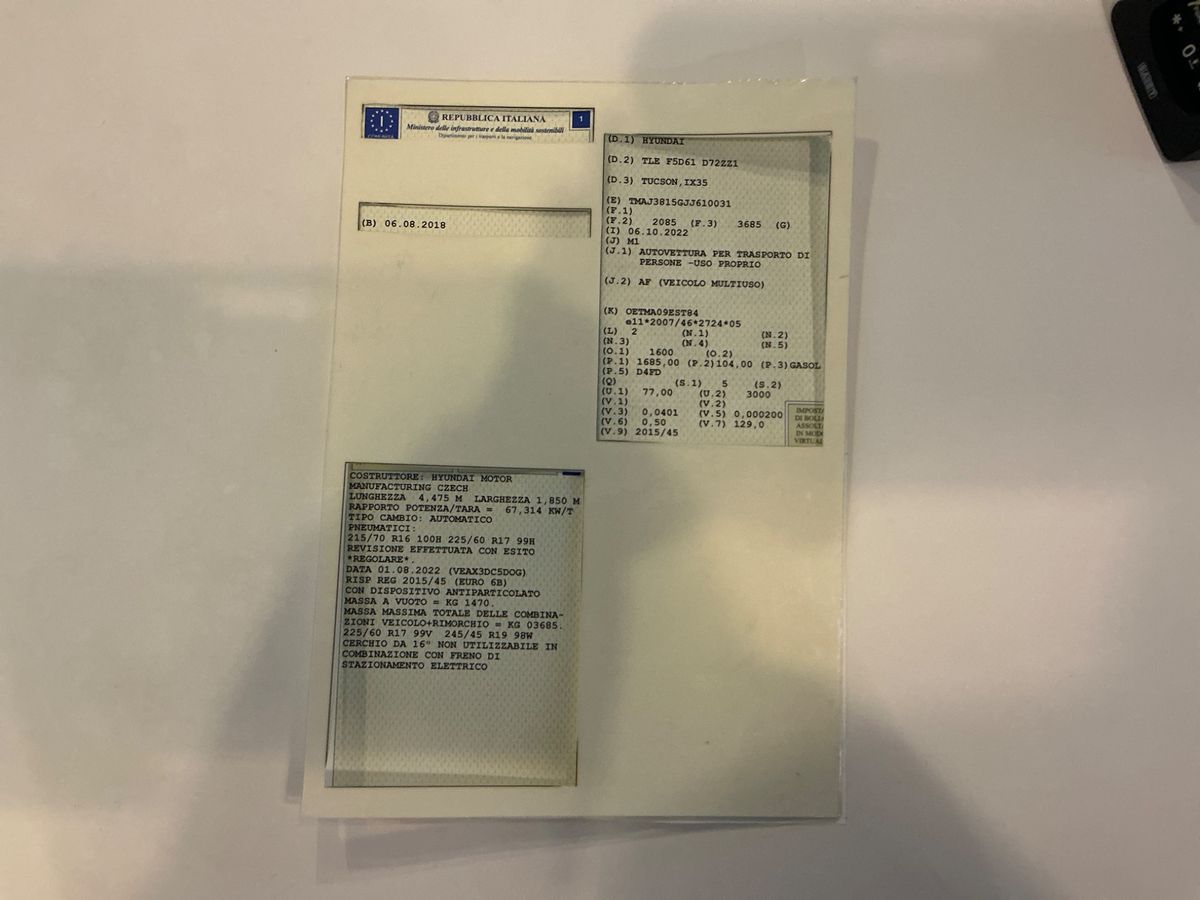 REPUBBLICA ITALIANA
1
I
Ministero delle infrastrutture e della mobilità sostenibili
Dipartimento per i trasporti e la navigazione
(B) 06.08.2018
(D.1) HYUNDAI
(D.2) TLE F5D61 D72ZZ1
(D.3) TUCSON,IX35
(E) TMAJ3815GJJ610031
(F.1)
(F.2) 2085 (F.3) 3685 (G)
(I) 06.10.2022
(J) M1
(J.1) AUTOVETTURA PER TRASPORTO DI
PERSONE -USO PROPRIO
(J.2) AF (VEICOLO MULTIUSO)
(K) OETMA09EST84
e11*2007/46*2724*05
(L) 2 (N.1) (N.2)
(N.3) (N.4) (N.5)
(O.1) 1600 (O.2)
(P.1) 1685,00 (P.2)104,00 (P.3)GASOL
(P.5) D4FD
(Q) (S.1) 5 (S.2)
(U.1) 77,00 (U.2) 3000
(V.1) (V.2)
(V.3) 0,0401 (V.5) 0,000200
(V.6) 0,50 (V.7) 129,0
(V.9) 2015/45
IMPOSTA
DI BOLL
ASSOLT
IN MOD
VIRTUAL
COSTRUTTORE: HYUNDAI MOTOR
MANUFACTURING CZECH
LUNGHEZZA 4,475 M LARGHEZZA 1,850 M
RAPPORTO POTENZA/TARA = 67,314 KW/T
TIPO CAMBIO: AUTOMATICO
PNEUMATICI:
215/70 R16 100H 225/60 R17 99H
REVISIONE EFFETTUATA CON ESITO
*REGOLARE*.
DATA 01.08.2022 (VEAX3DC5DOG)
RISP REG 2015/45 (EURO 6B)
CON DISPOSITIVO ANTIPARTICOLATO
MASSA A VUOTO = KG 1470.
MASSA MASSIMA TOTALE DELLE COMBINA-
ZIONI VEICOLO+RIMORCHIO = KG 03685.
225/60 R17 99V 245/45 R19 98W
CERCHIO DA 16" NON UTILIZZABILE IN
COMBINAZIONE CON FRENO DI
STAZIONAMENTO ELETTRICO